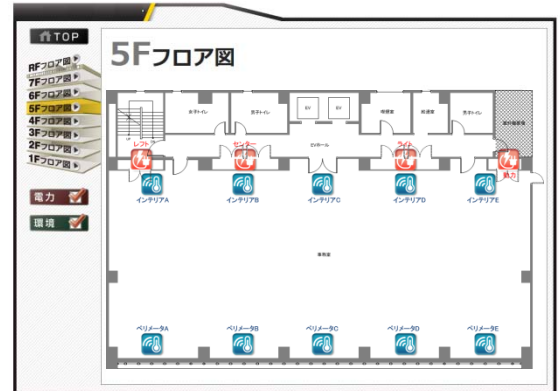 TOP
5Fフロア図
RFフロア図
7Fフロア図
6Fフロア図
5Fフロア図
4Fフロア図
3Fフロア図
2Fフロア図
1Fフロア図
電力
環境
女子トイレ
男子トイレ
EV
EV
喫煙室
給湯室
男子トイレ
EVホール
レフト
センター
ライト
動力
インテリアA
インテリアB
インテリアC
インテリアD
インテリアE
事務室
ペリメータA
ペリメータB
ペリメータC
ペリメータD
ペリメータE